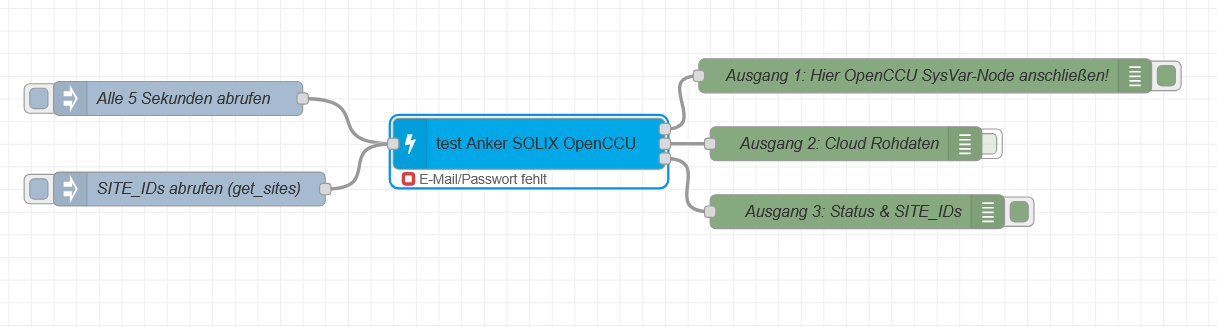 Alle 5 Sekunden abrufen
SITE_IDs abrufen (get_sites)
test Anker SOLIX OpenCCU
E-Mail/Passwort fehlt
Ausgang 1: Hier OpenCCU SysVar-Node anschließen!
Ausgang 2: Cloud Rohdaten
Ausgang 3: Status & SITE_IDs